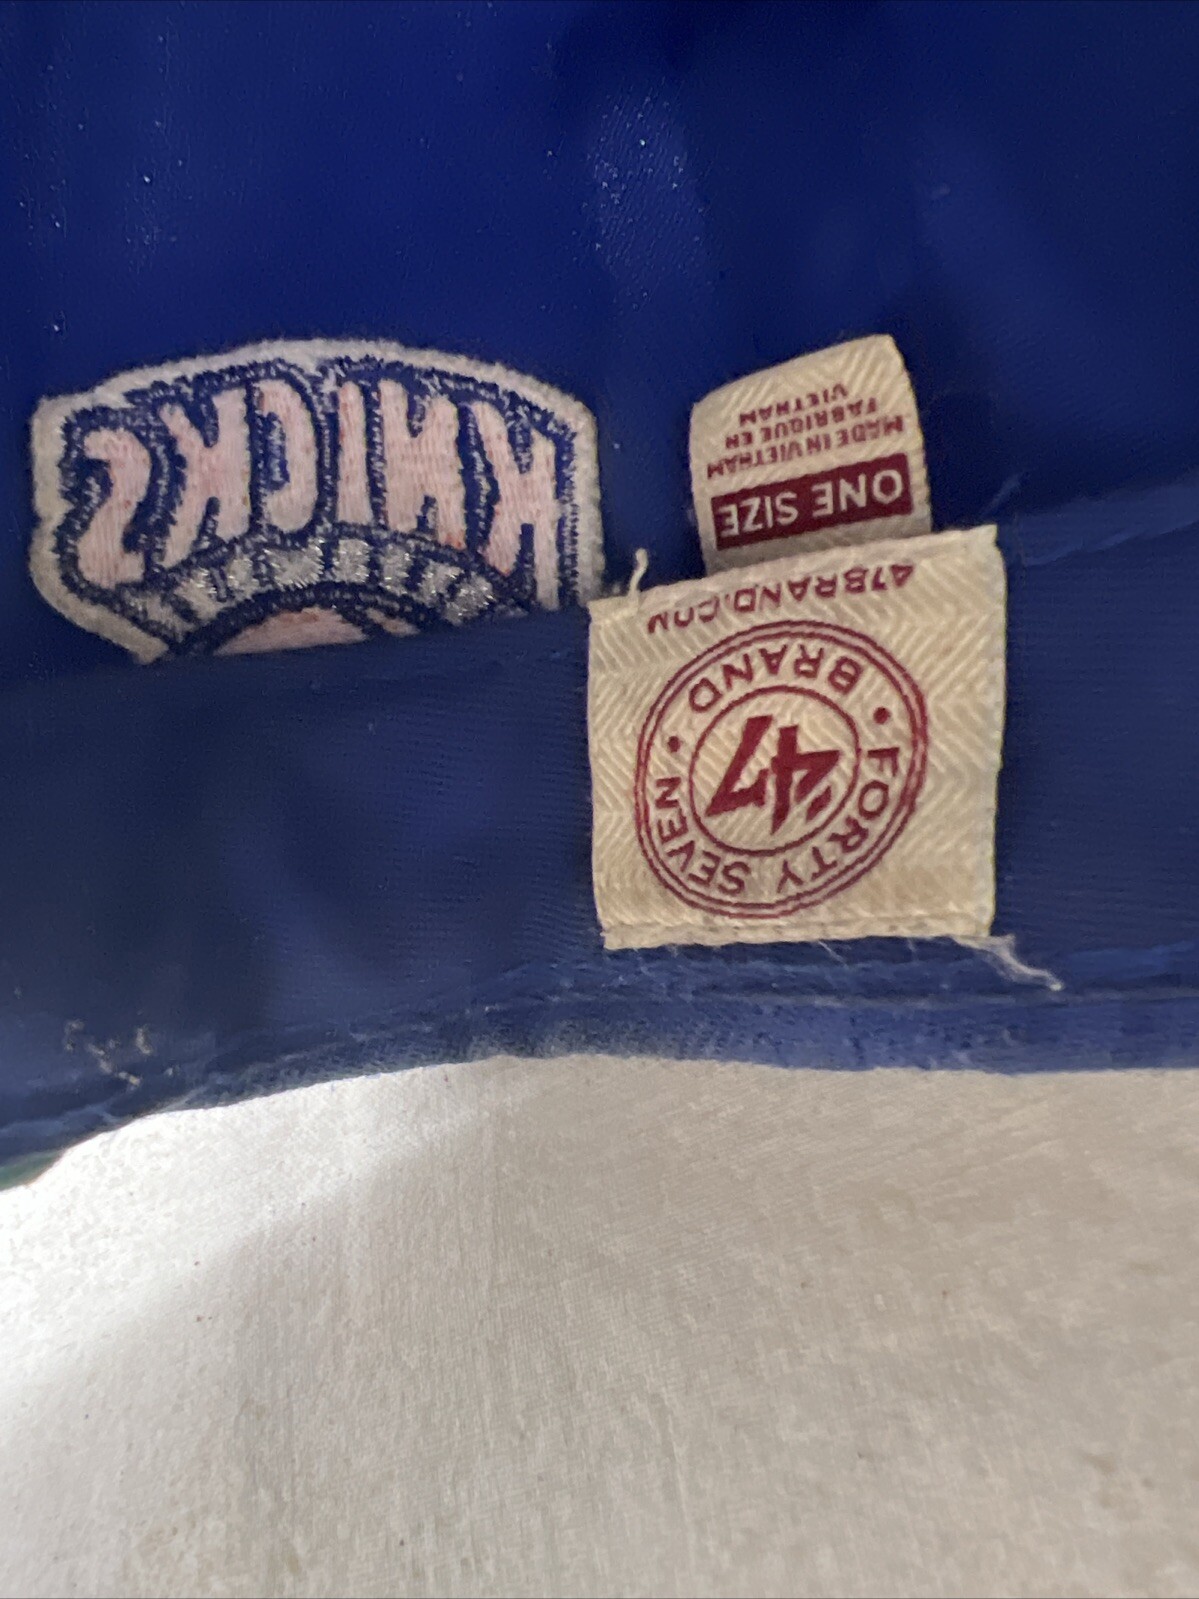 FORTY SEVEN • BRAND •
'47
47BRAND.COM
ONE SIZE
MADE IN VIETNAM
FABRIQUE EN
VIETNAM
KNICKS